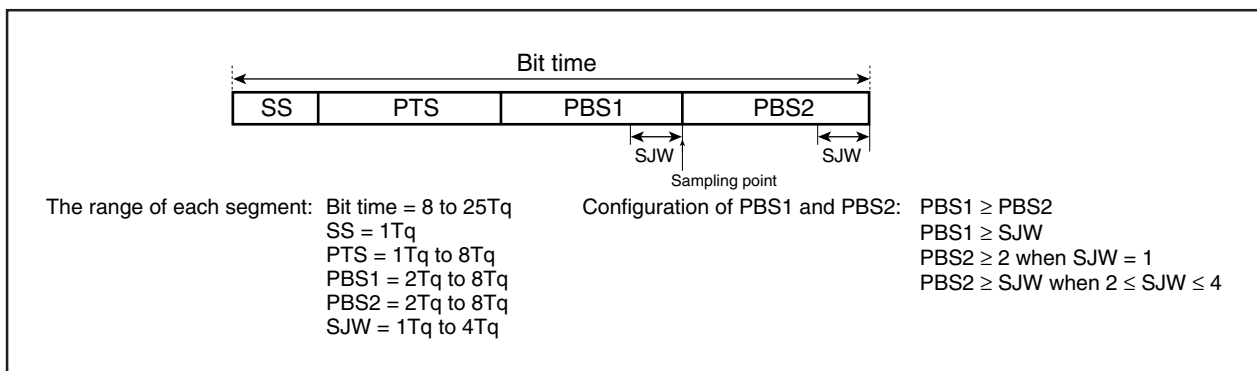 Bit time
SS PTS PBS1 PBS2
SJW SJW
Sampling point
The range of each segment: Bit time = 8 to 25Tq
SS = 1Tq
PTS = 1Tq to 8Tq
PBS1 = 2Tq to 8Tq
PBS2 = 2Tq to 8Tq
SJW = 1Tq to 4Tq
Configuration of PBS1 and PBS2: PBS1 ≥ PBS2
PBS1 ≥ SJW
PBS2 ≥ 2 when SJW = 1
PBS2 ≥ SJW when 2 ≤ SJW ≤ 4